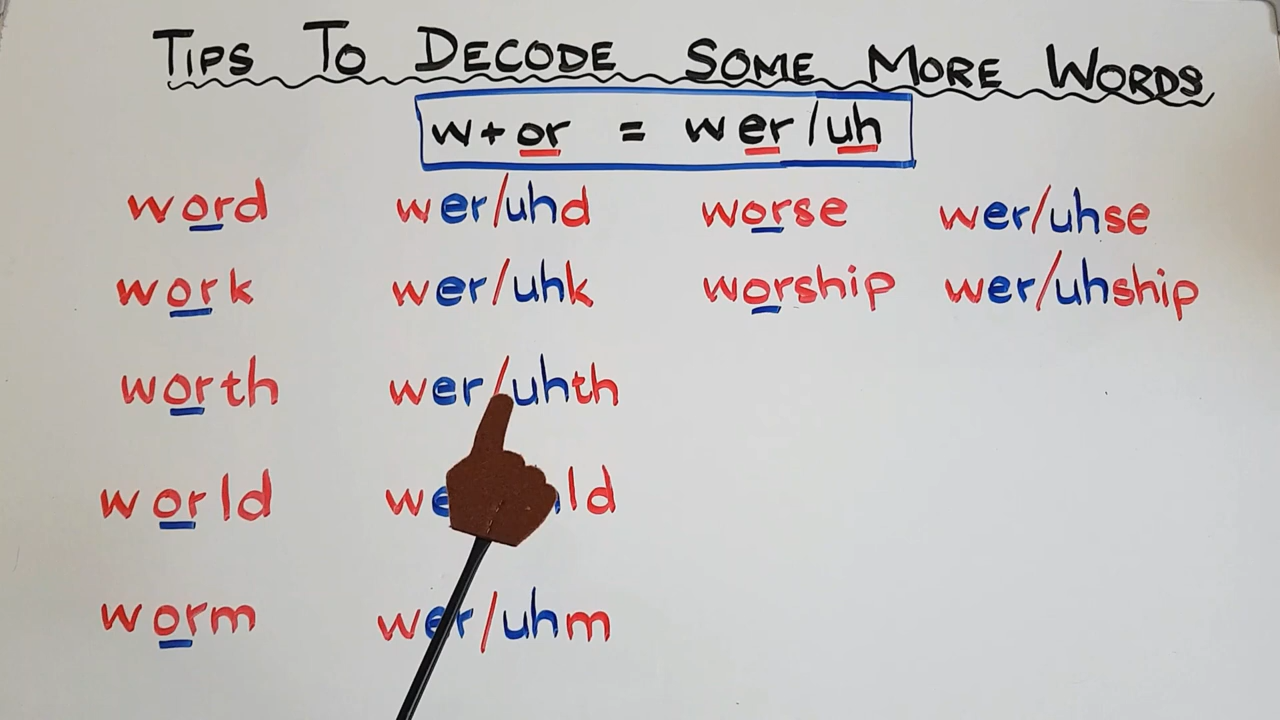 TIPS TO DECODE SOME MORE WORDS
w+or = wer/uh
word wer/uhd worse wer/uhse
work wer/uhk worship wer/uhship
worth wer/uhth
world
worm wer/uhm